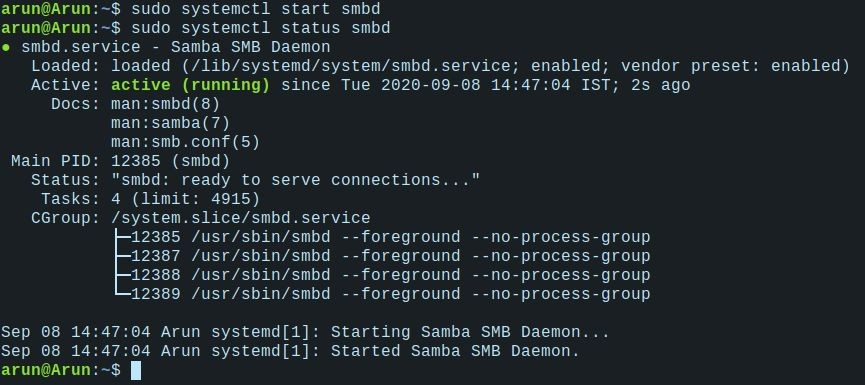 arun@Arun:~$ sudo systemctl start smbd
arun@Arun:~$ sudo systemctl status smbd
● smbd.service - Samba SMB Daemon
   Loaded: loaded (/lib/systemd/system/smbd.service; enabled; vendor preset: enabled)
   Active: active (running) since Tue 2020-09-08 14:47:04 IST; 2s ago
     Docs: man:smbd(8)
           man:samba(7)
           man:smb.conf(5)
 Main PID: 12385 (smbd)
   Status: "smbd: ready to serve connections..."
    Tasks: 4 (limit: 4915)
   CGroup: /system.slice/smbd.service
           ├─12385 /usr/sbin/smbd --foreground --no-process-group
           ├─12387 /usr/sbin/smbd --foreground --no-process-group
           ├─12388 /usr/sbin/smbd --foreground --no-process-group
           └─12389 /usr/sbin/smbd --foreground --no-process-group

Sep 08 14:47:04 Arun systemd[1]: Starting Samba SMB Daemon...
Sep 08 14:47:04 Arun systemd[1]: Started Samba SMB Daemon.
arun@Arun:~$